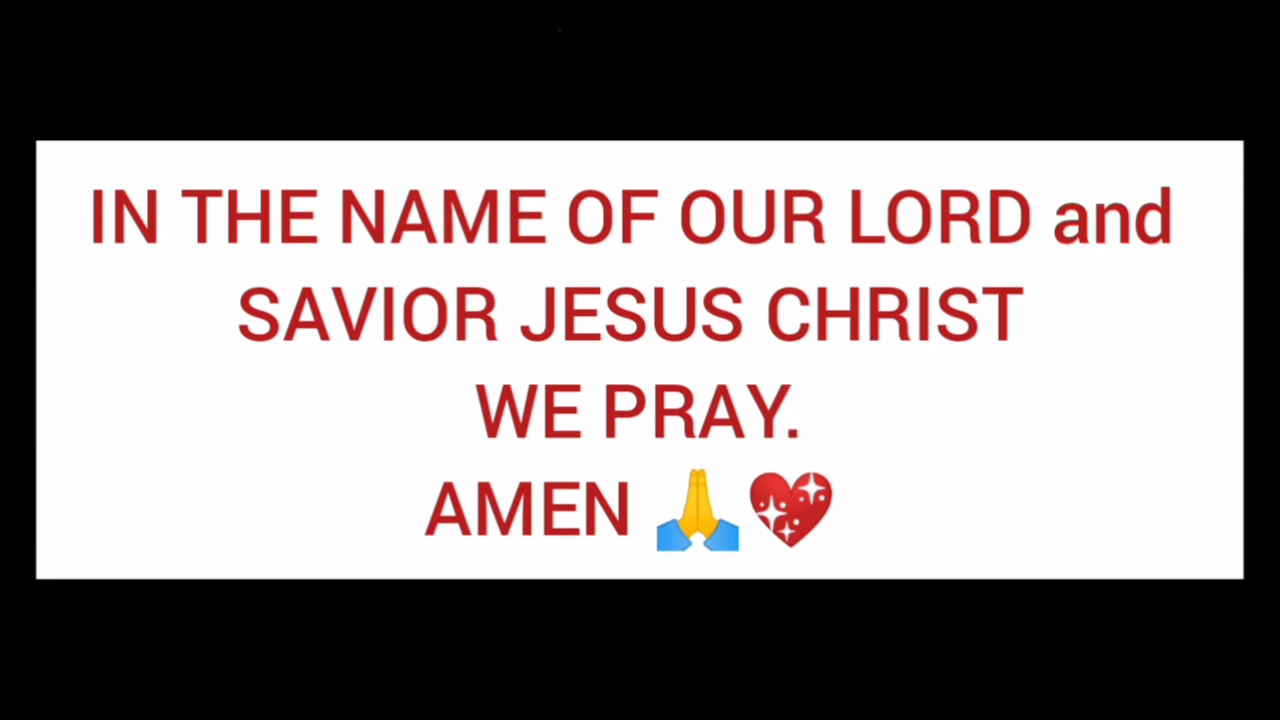 IN THE NAME OF OUR LORD and
SAVIOR JESUS CHRIST
WE PRAY.
AMEN 🙏💖